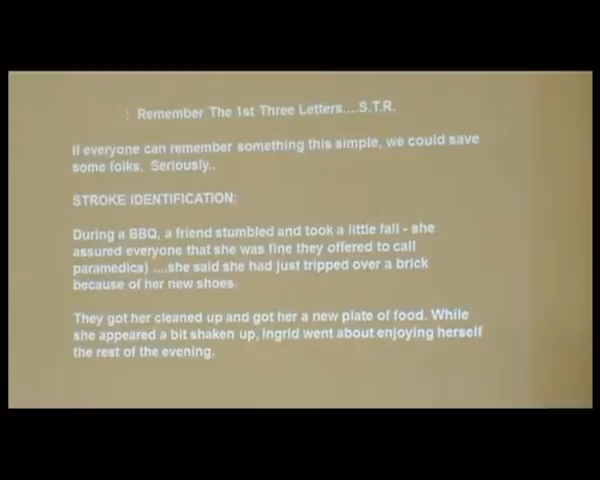 : Remember The 1st Three Letters....S.T.R.
If everyone can remember something this simple, we could save
some folks. Seriously..
STROKE IDENTIFICATION:
During a BBQ, a friend stumbled and took a little fall - she
assured everyone that she was fine they offered to call
paramedics) ....she said she had just tripped over a brick
because of her new shoes.
They got her cleaned up and got her a new plate of food. While
she appeared a bit shaken up, Ingrid went about enjoying herself
the rest of the evening.